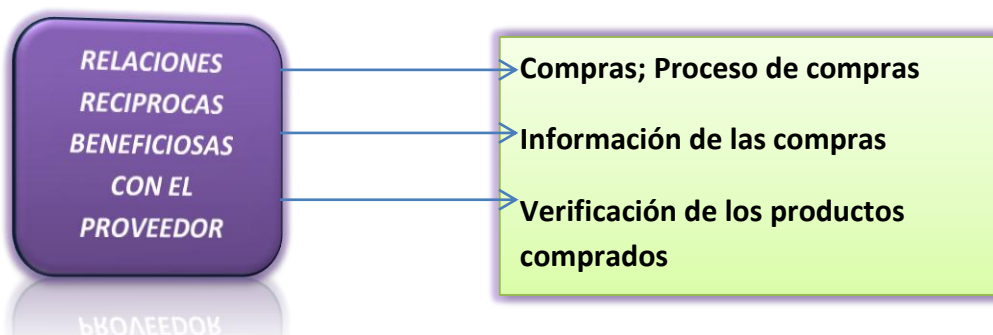 RELACIONES
RECIPROCAS
BENEFICIOSAS
CON EL
PROVEEDOR
Compras; Proceso de compras
Información de las compras
Verificación de los productos
comprados
PROVEEDOR